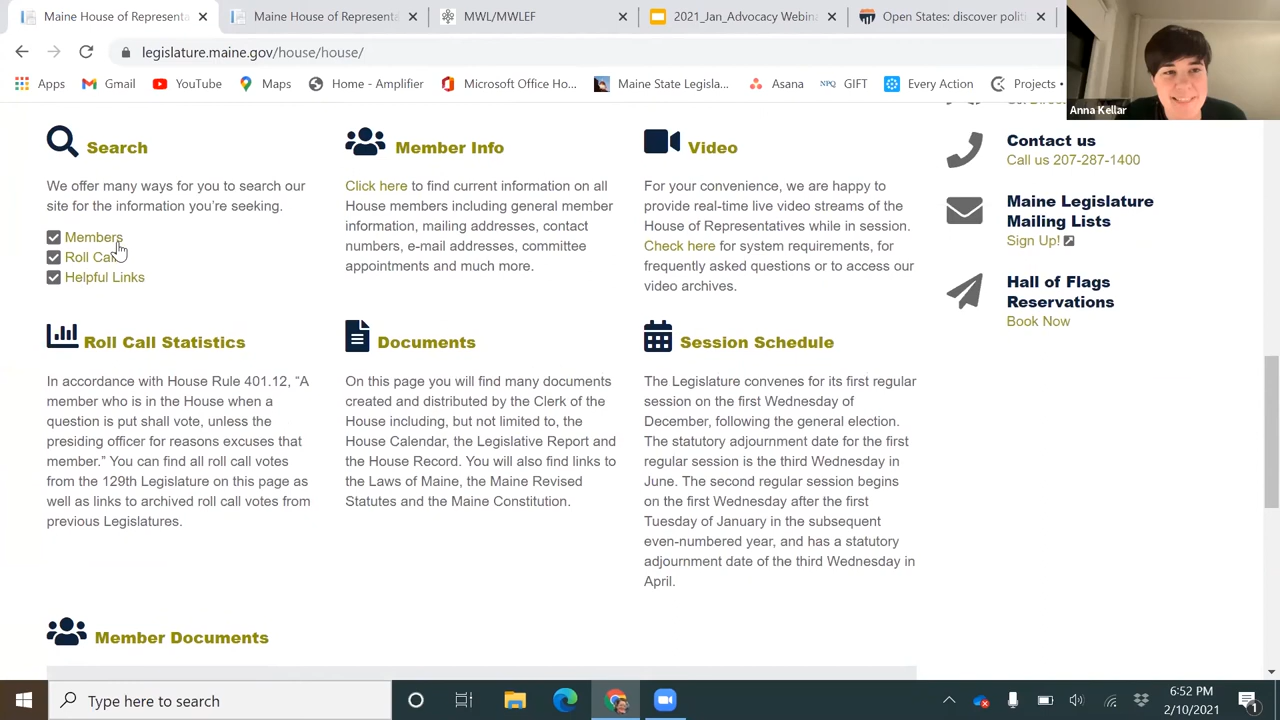 Maine House of Representa
Maine House of Representat
MWL/MWLEF
2021_Jan_Advocacy Webina
Open States: discover politi
legislature.maine.gov/house/house/
Apps
Gmail
YouTube
Maps
Home - Amplifier
Microsoft Office Ho...
Maine State Legisla...
Asana
NPQ GIFT
Every Action
Projects •
Anna Kellar
Search
We offer many ways for you to search our
site for the information you're seeking.
Members
Roll Ca
Helpful Links
Member Info
Click here to find current information on all
House members including general member
information, mailing addresses, contact
numbers, e-mail addresses, committee
appointments and much more.
Video
For your convenience, we are happy to
provide real-time live video streams of the
House of Representatives while in session.
Check here for system requirements, for
frequently asked questions or to access our
video archives.
Contact us
Call us 207-287-1400
Maine Legislature
Mailing Lists
Sign Up!
Hall of Flags
Reservations
Book Now
Roll Call Statistics
In accordance with House Rule 401.12, "A
member who is in the House when a
question is put shall vote, unless the
presiding officer for reasons excuses that
member." You can find all roll call votes
from the 129th Legislature on this page as
well as links to archived roll call votes from
previous Legislatures.
Documents
On this page you will find many documents
created and distributed by the Clerk of the
House including, but not limited to, the
House Calendar, the Legislative Report and
the House Record. You will also find links to
the Laws of Maine, the Maine Revised
Statutes and the Maine Constitution.
Session Schedule
The Legislature convenes for its first regular
session on the first Wednesday of
December, following the general election.
The statutory adjournment date for the first
regular session is the third Wednesday in
June. The second regular session begins
on the first Wednesday after the first
Tuesday of January in the subsequent
even-numbered year, and has a statutory
adjournment date of the third Wednesday in
April.
Member Documents
Type here to search
6:52 PM
2/10/2021
1